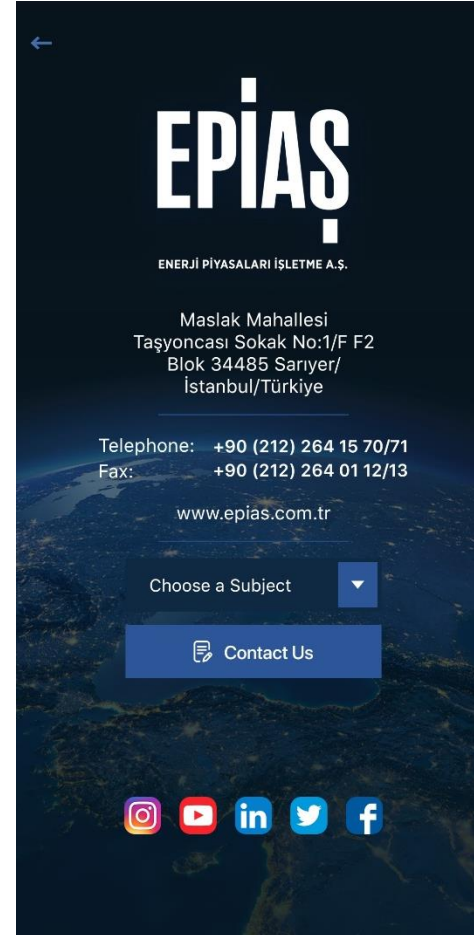 EPİAŞ
ENERJİ PİYASALARI İŞLETME A.Ş.
Maslak Mahallesi
Taşyoncası Sokak No:1/F F2
Blok 34485 Sarıyer/
İstanbul/Türkiye
Telephone: +90 (212) 264 15 70/71
Fax: +90 (212) 264 01 12/13
www.epias.com.tr
Choose a Subject
Contact Us